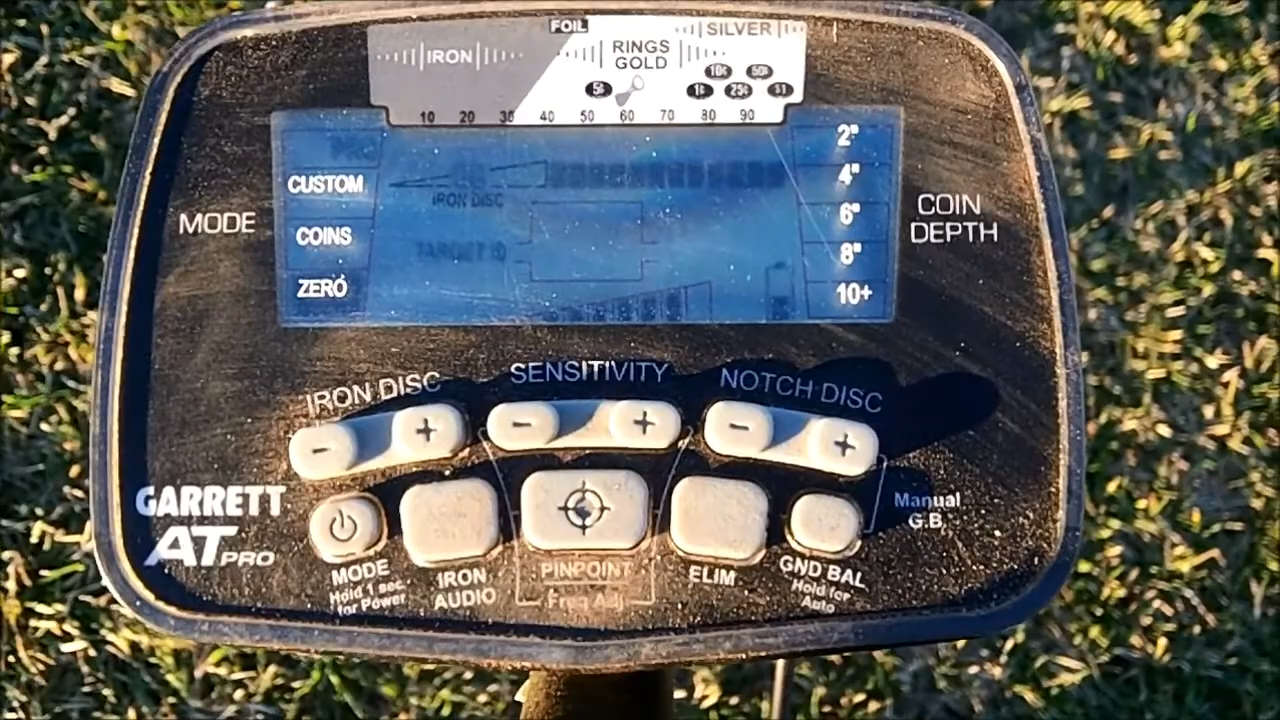 FOIL
SILVER
IRON
RINGS
GOLD
10¢ 50¢
5¢ 1¢ 25¢ $1
10 20 30 40 50 60 70 80 90
PRO
2"
CUSTOM
4"
IRON DISC
6"
MODE
COINS
COIN
DEPTH
TARGET ID
8"
ZERO
10+
IRON DISC
SENSITIVITY
NOTCH DISC
- + - + - +
GARRETT
AT PRO
Manual
G.B.
MODE
Hold 1 sec.
for Power
IRON
AUDIO
PINPOINT
Freq Adj
ELIM
GND BAL
Hold for
Auto